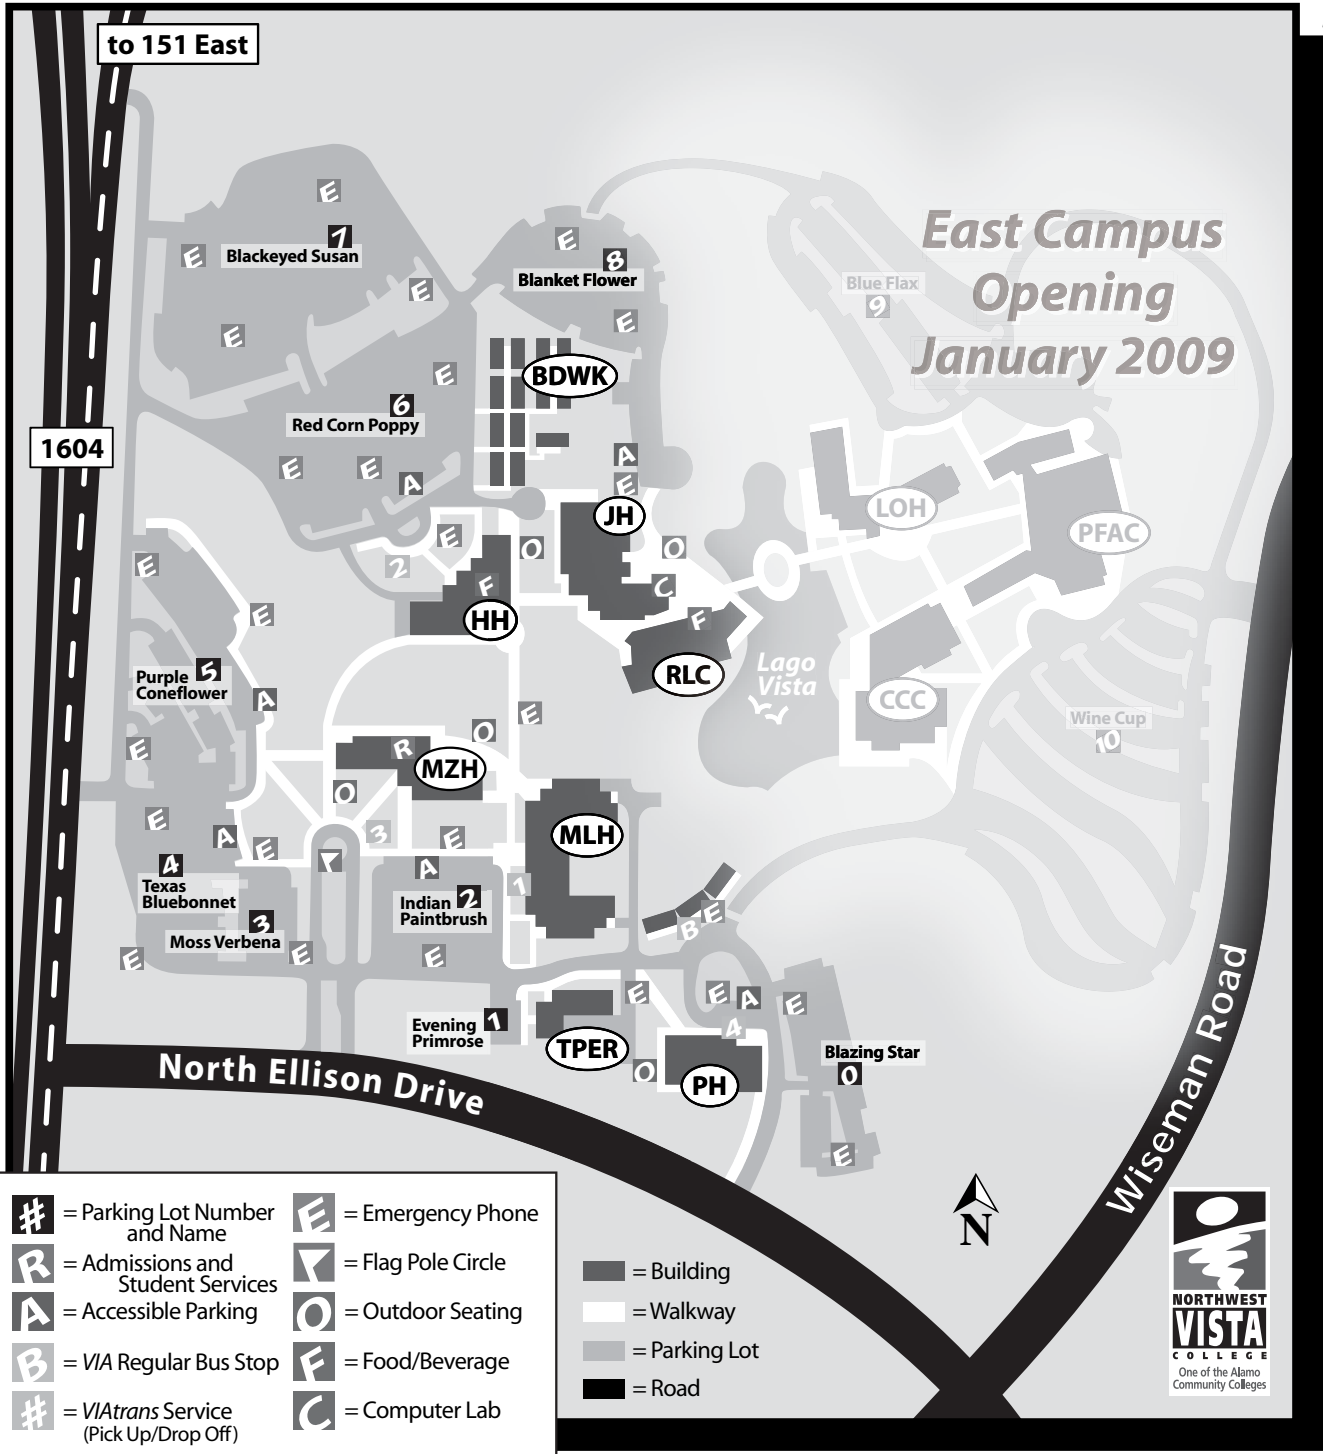 to 151 East
East Campus
Opening
January 2009
E
E
7
Blackeyed Susan
E
E
8
Blanket Flower
E
E
Blue Flax
9
E
BDWK
E
6
Red Corn Poppy
1604
E
E
A
A
E
JH
LOH
PFAC
E
O
O
2
E
F
C
F
HH
E
RLC
Lago
Vista
CCC
5
Purple
Coneflower
A
E
E
O
R
MZH
Wine Cup
10
O
E
A
E
3
E
MLH
4
Texas
Bluebonnet
A
1
Indian
Paintbrush
2
3
Moss Verbena
E
E
E
B
E
E
E
A
E
Evening
Primrose
1
TPER
4
O
PH
Blazing Star
0
E
North Ellison Drive
Wiseman Road
N
# = Parking Lot Number
and Name
R = Admissions and
Student Services
A = Accessible Parking
B = VIA Regular Bus Stop
# = VIAtrans Service
(Pick Up/Drop Off)
E = Emergency Phone
= Flag Pole Circle
O = Outdoor Seating
F = Food/Beverage
C = Computer Lab
= Building
= Walkway
= Parking Lot
= Road
NORTHWEST
VISTA
COLLEGE
One of the Alamo
Community Colleges